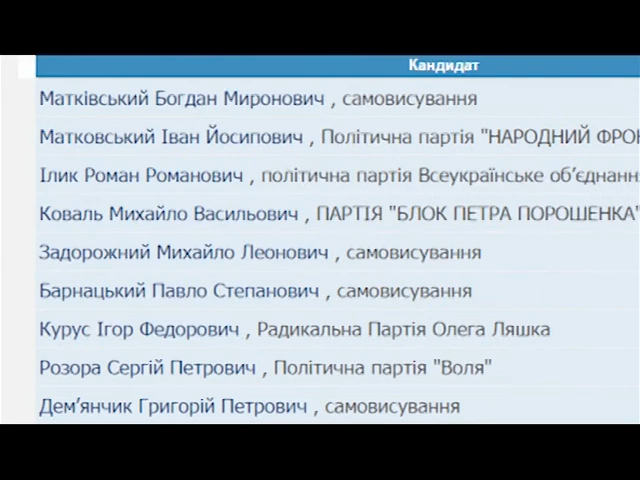 Кандидат
Матківський Богдан Миронович , самовисування
Матковський Іван Йосипович , Політична партія "НАРОДНИЙ
Ілик Роман Романович , політична партія Всеукраїнське об’єднання
Коваль Михайло Васильович , ПАРТІЯ "БЛОК ПЕТРА ПОРОШЕНКА"
Задорожний Михайло Леонович , самовисування
Барнацький Павло Степанович , самовисування
Курус Ігор Федорович , Радикальна Партія Олега Ляшка
Розора Сергій Петрович , Політична партія "Воля"
Дем’янчик Григорій Петрович , самовисування